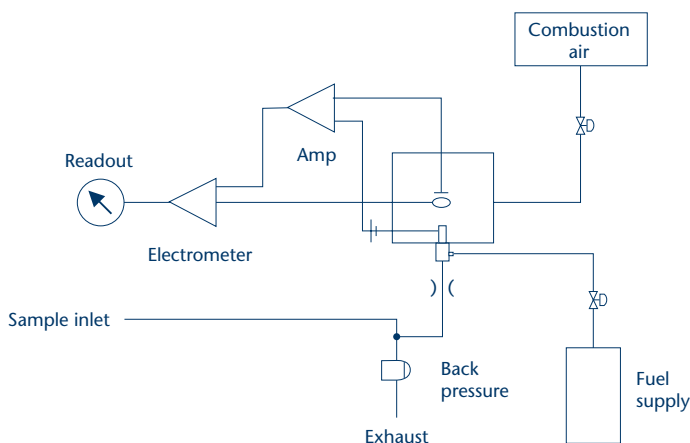 Combustion
air
Amp
Readout
Electrometer
Sample inlet
Back
pressure
Fuel
supply
Exhaust